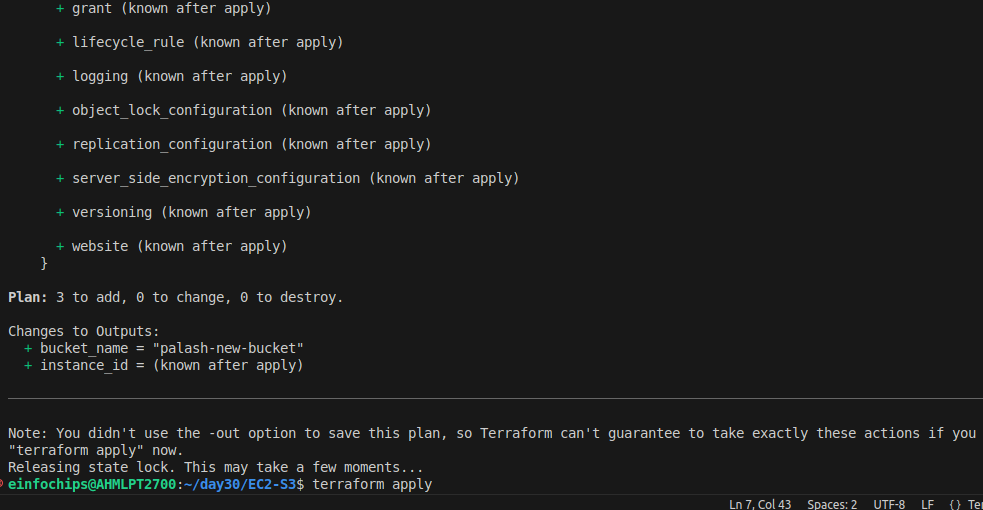 + grant (known after apply)
+ lifecycle_rule (known after apply)
+ logging (known after apply)
+ object_lock_configuration (known after apply)
+ replication_configuration (known after apply)
+ server_side_encryption_configuration (known after apply)
+ versioning (known after apply)
+ website (known after apply)
}
Plan: 3 to add, 0 to change, 0 to destroy.
Changes to Outputs:
+ bucket_name = "palash-new-bucket"
+ instance_id = (known after apply)
Note: You didn't use the -out option to save this plan, so Terraform can't guarantee to take exactly these actions if you
"terraform apply" now.
Releasing state lock. This may take a few moments...
einfochips@AHMLPT2700:~/day30/EC2-S3$ terraform apply
Ln 7, Col 43 Spaces: 2 UTF-8 LF {} Ter